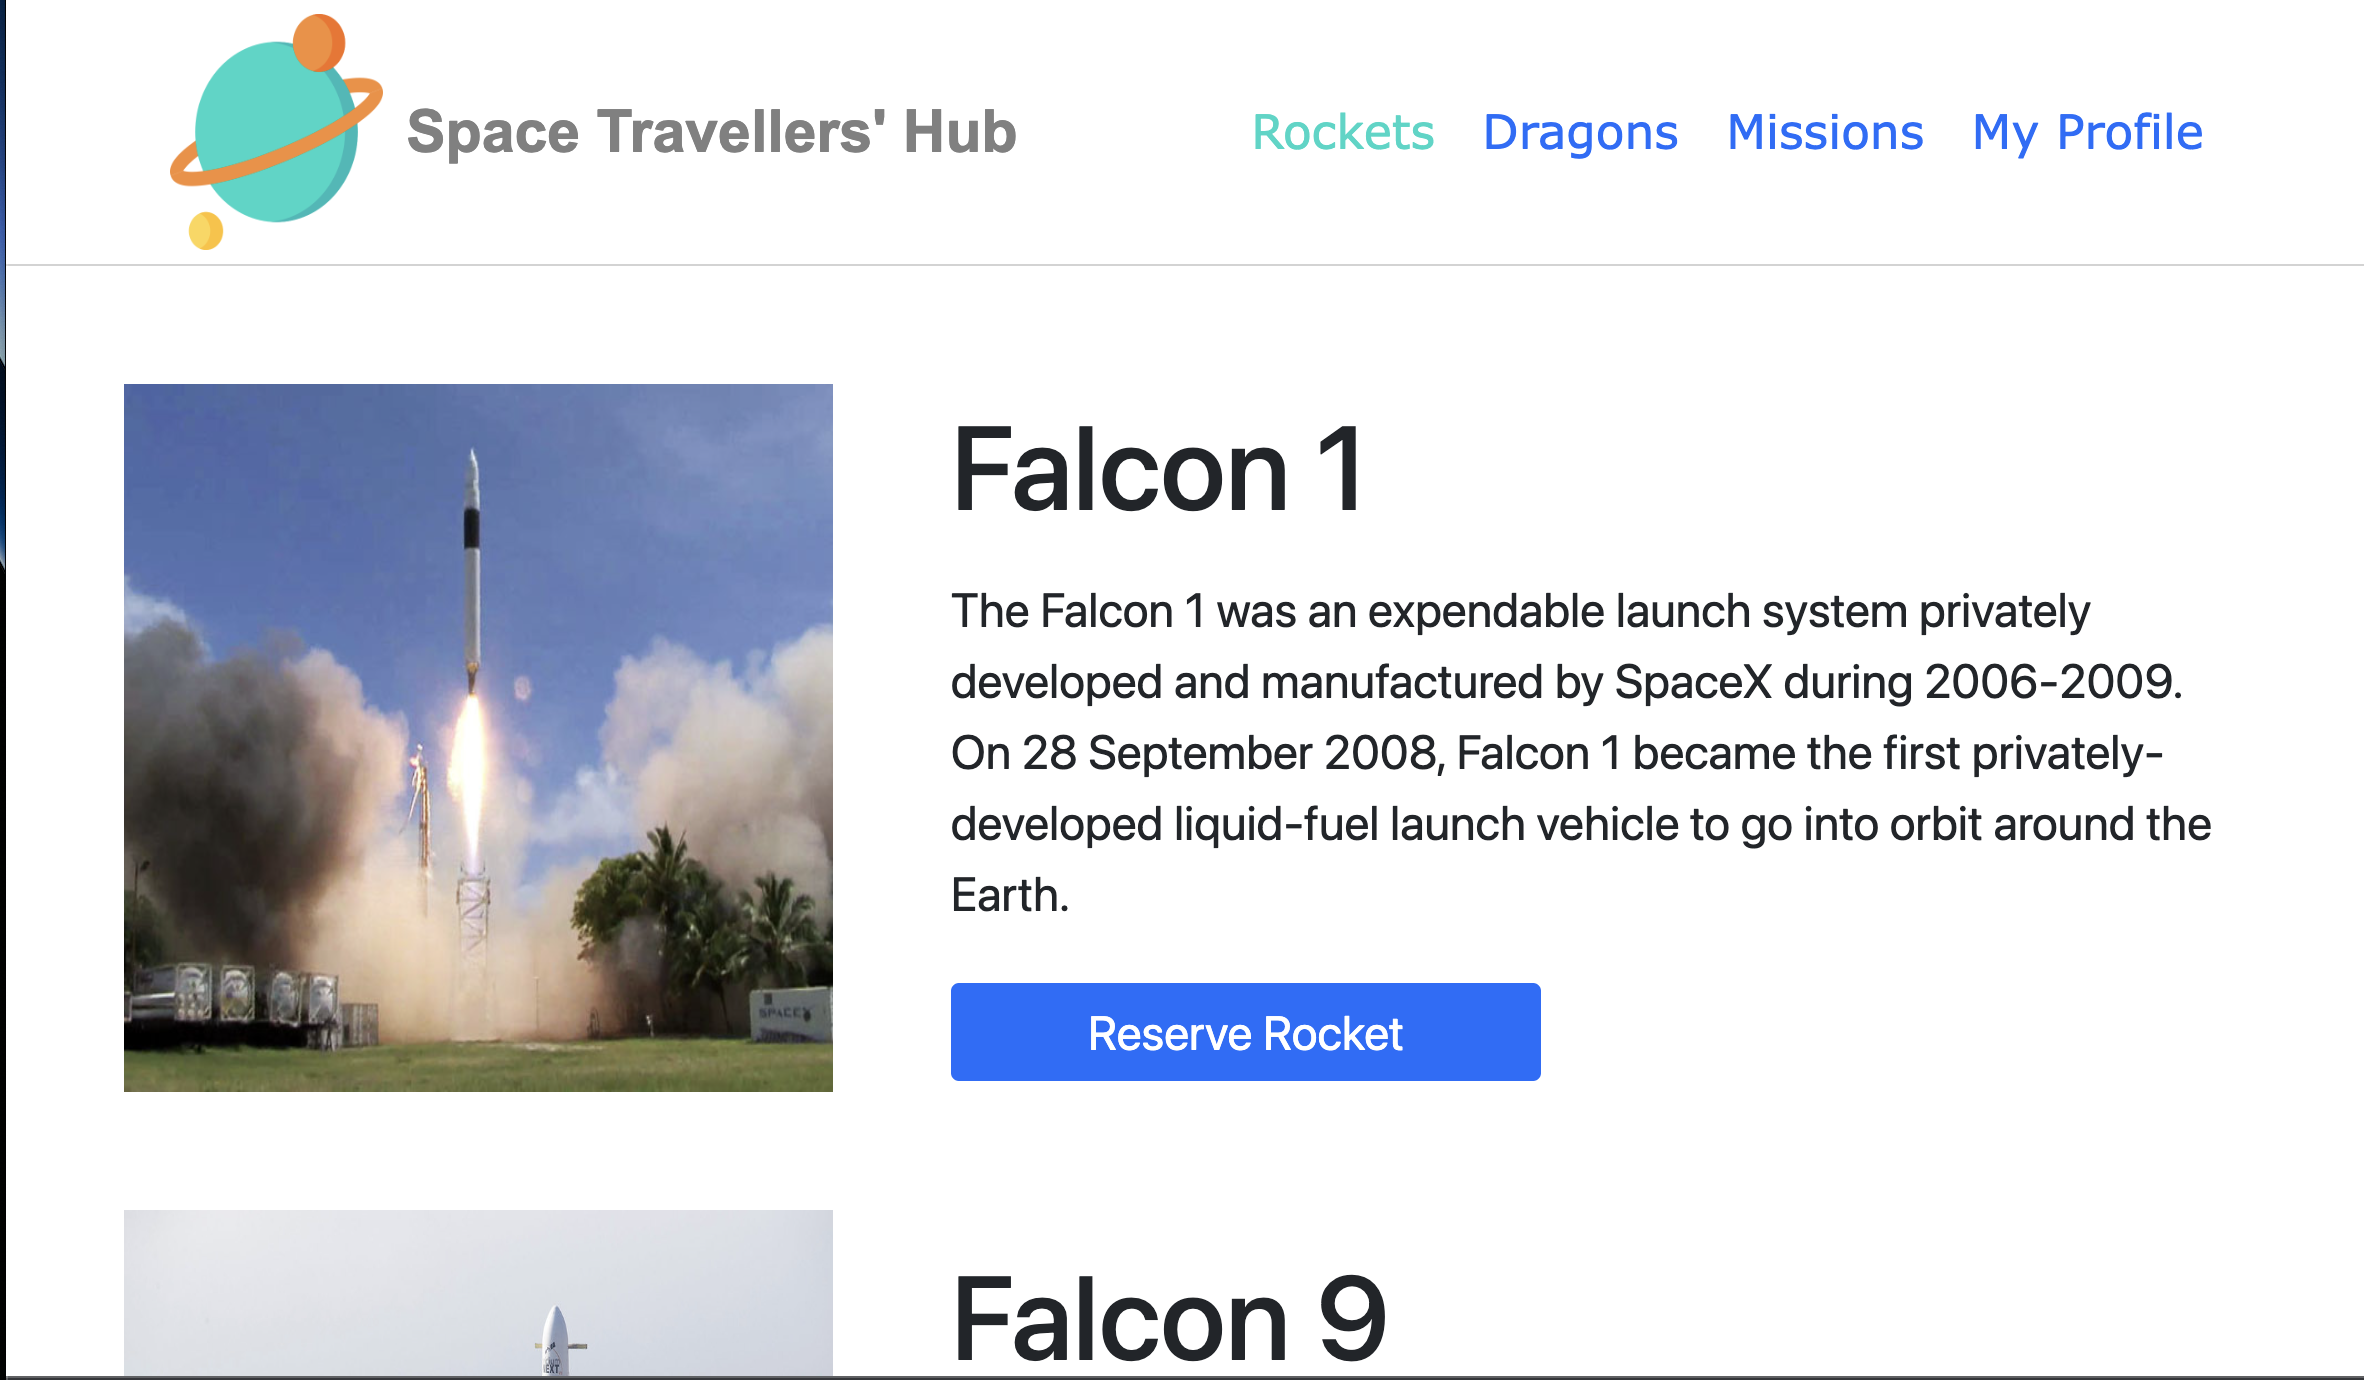 Space Travellers' Hub
Rockets Dragons Missions My Profile
Falcon 1
The Falcon 1 was an expendable launch system privately
developed and manufactured by SpaceX during 2006-2009.
On 28 September 2008, Falcon 1 became the first privately-
developed liquid-fuel launch vehicle to go into orbit around the
Earth.
SPACEX
Reserve Rocket
Falcon 9